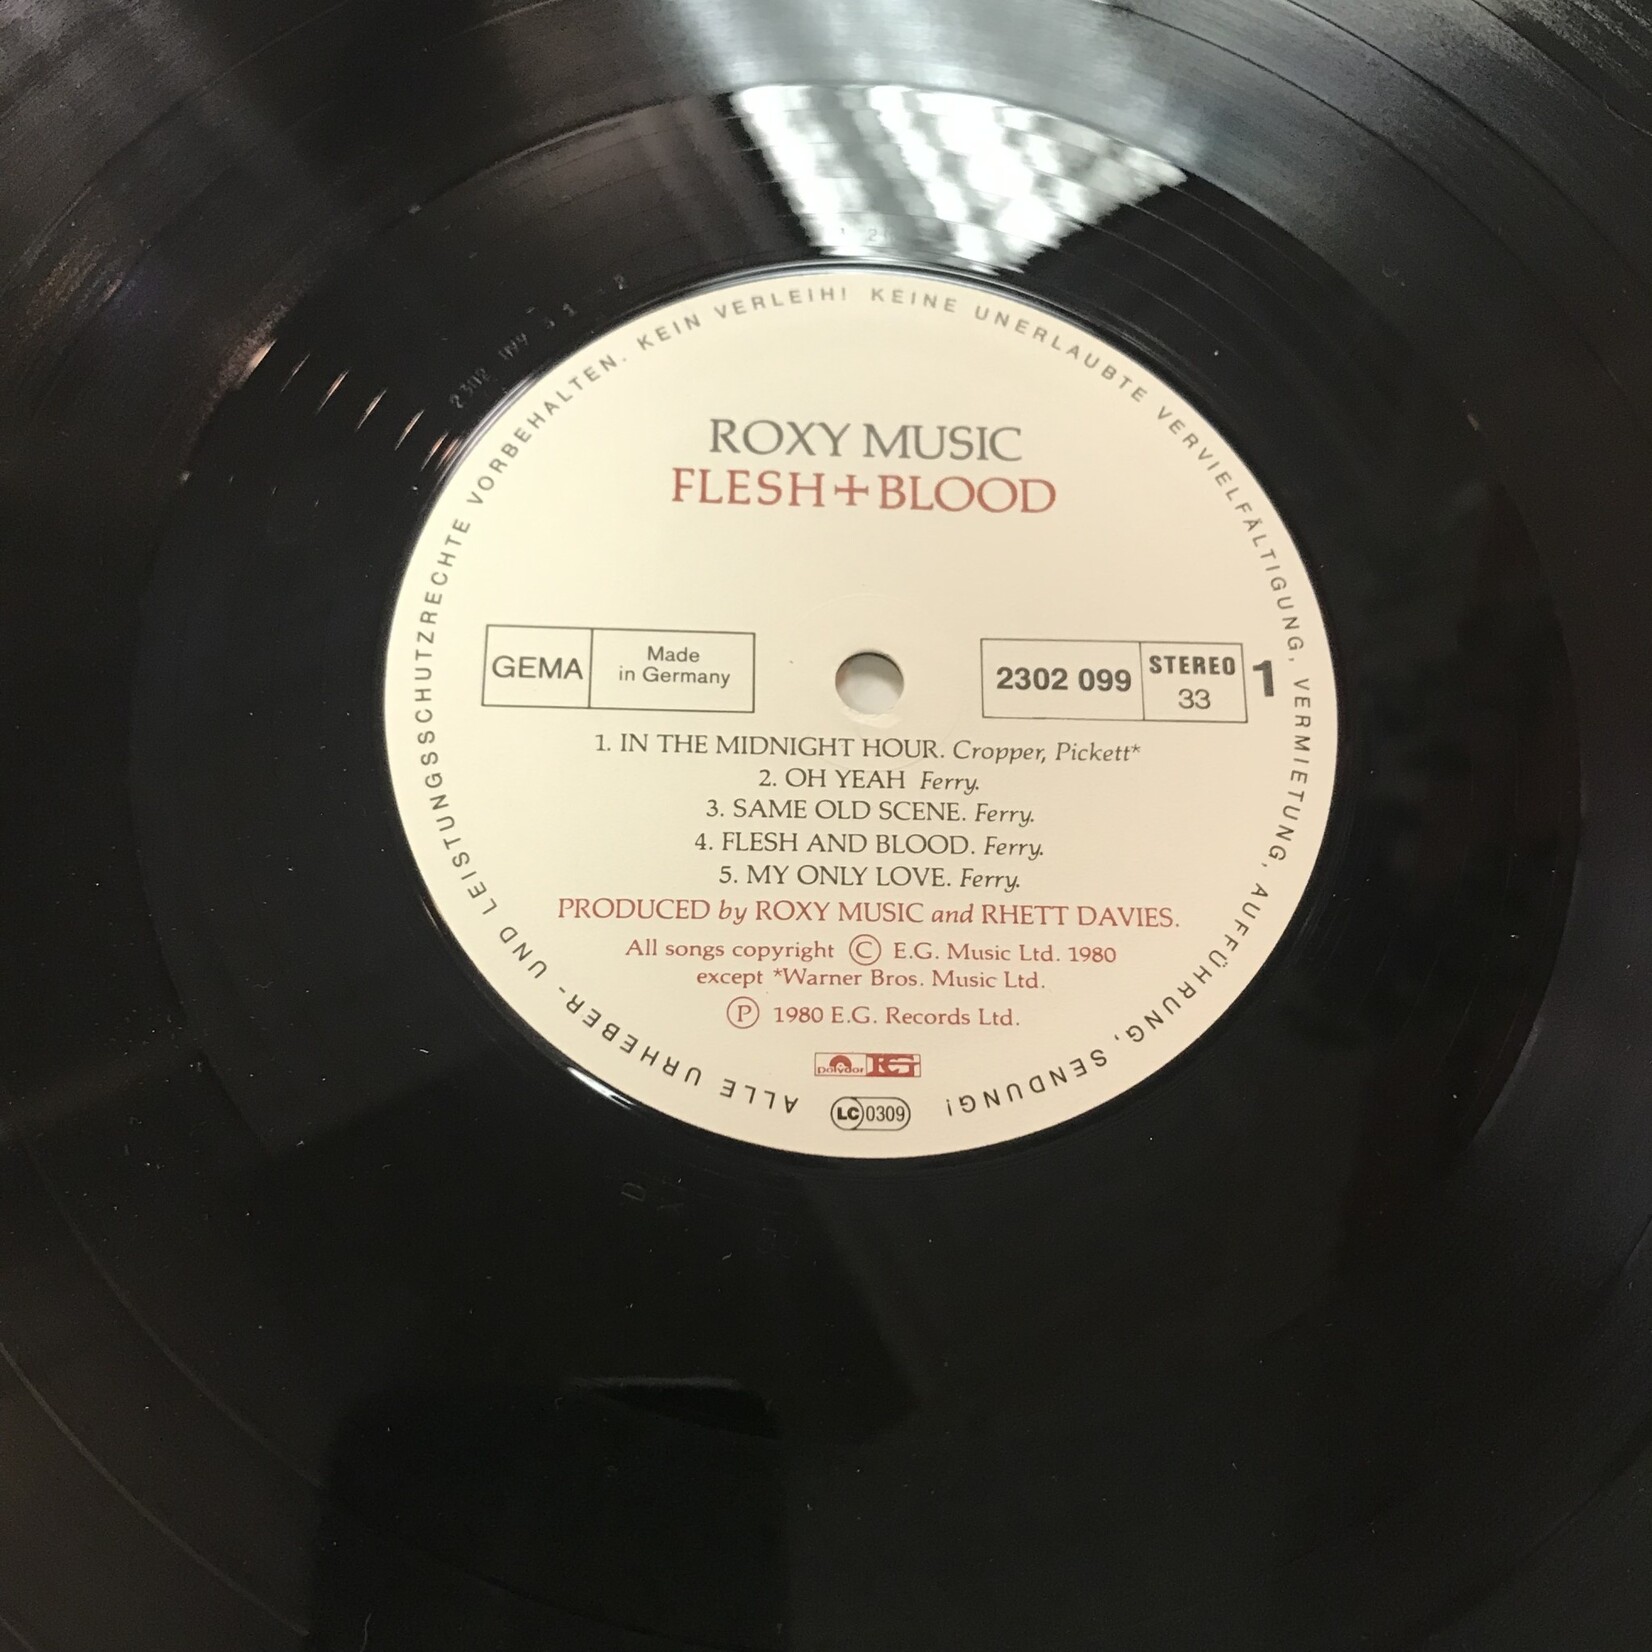 ALLE URHEBER- UND LEISTUNGSSCHUTZRECHTE VORBEHALTEN. KEIN VERLEIH! KEINE UNERLAUBTE VERVIELFÄLTIGUNG, VERMIETUNG, AUFFÜHRUNG, SENDUNG!
ROXY MUSIC
FLESH+BLOOD
GEMA
Made
in Germany
2302 099
STEREO
33
1
1. IN THE MIDNIGHT HOUR. Cropper, Pickett*
2. OH YEAH Ferry.
3. SAME OLD SCENE. Ferry.
4. FLESH AND BLOOD. Ferry.
5. MY ONLY LOVE. Ferry.
PRODUCED by ROXY MUSIC and RHETT DAVIES.
All songs copyright Ⓒ E.G. Music Ltd. 1980
except *Warner Bros. Music Ltd.
Ⓟ 1980 E.G. Records Ltd.
polydor EG
LC 0309